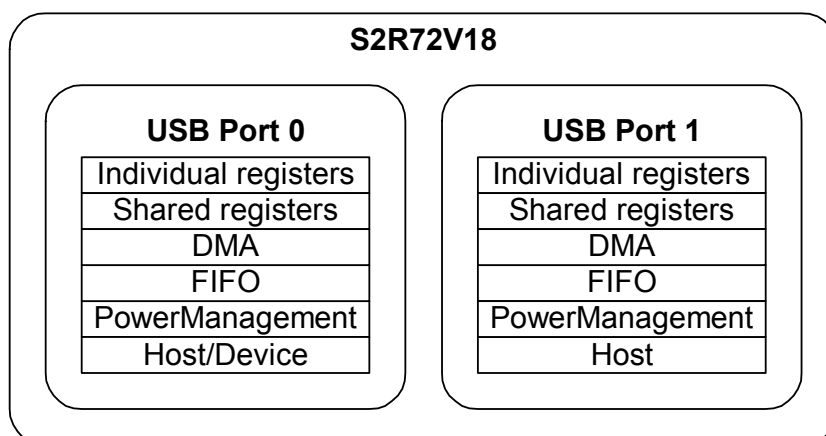 S2R72V18
USB Port 0
Individual registers
Shared registers
DMA
FIFO
PowerManagement
Host/Device
USB Port 1
Individual registers
Shared registers
DMA
FIFO
PowerManagement
Host